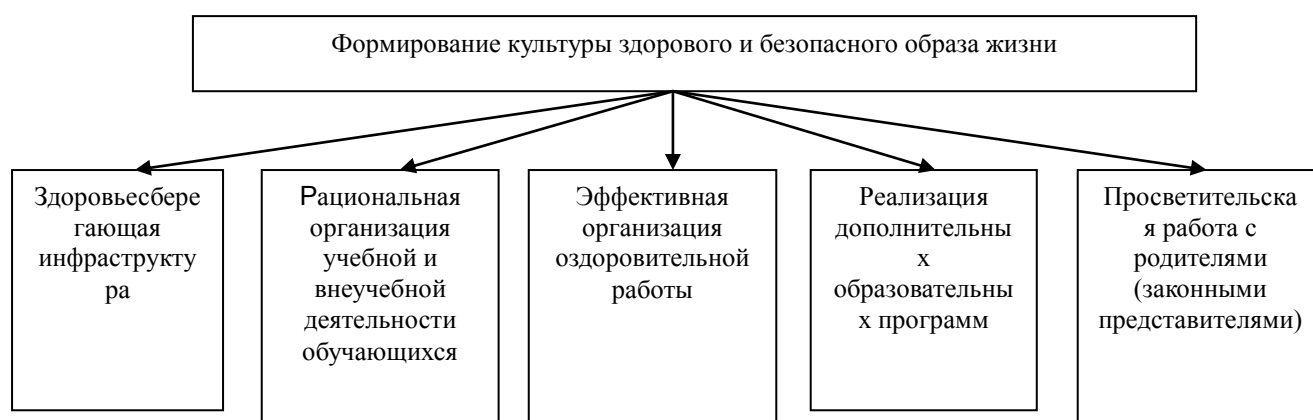 Формирование культуры здорового и безопасного образа жизни
Здоровьесбере
гающая
инфраструкту
ра
Рациональная
организация
учебной и
внеучебной
деятельности
обучающихся
Эффективная
организация
оздоровительной
работы
Реализация
дополнительны
х
образовательны
х программ
Просветительска
я работа с
родителями
(законными
представителями)